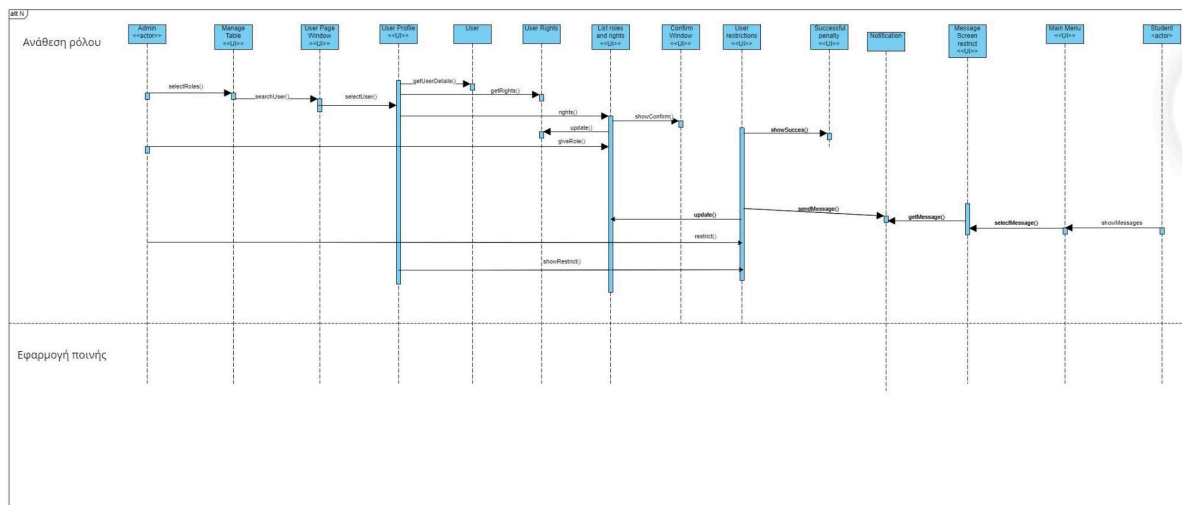 alt N
Ανάθεση ρόλου
Admin
<<actor>>
Manage
Table
<<UI>>
User Page
Window
<<UI>>
User Profile
<<UI>>
User
User Rights
List roles
and rights
<<UI>>
Confirm
Window
<<UI>>
User
restrictions
<<UI>>
Successful
penalty
<<UI>>
Notification
Message
Screen
restrict
<<UI>>
Main Menu
<<UI>>
Student
<actor>
getUserDetails()
selectRoles()
getRights()
searchUser()
selectUser()
rights()
showConfirm()
update()
showSucces()
giveRole()
sendMessage()
update()
getMessage()
selectMessage()
showMessages
restrict()
showRestrict()
Εφαρμογή ποινής